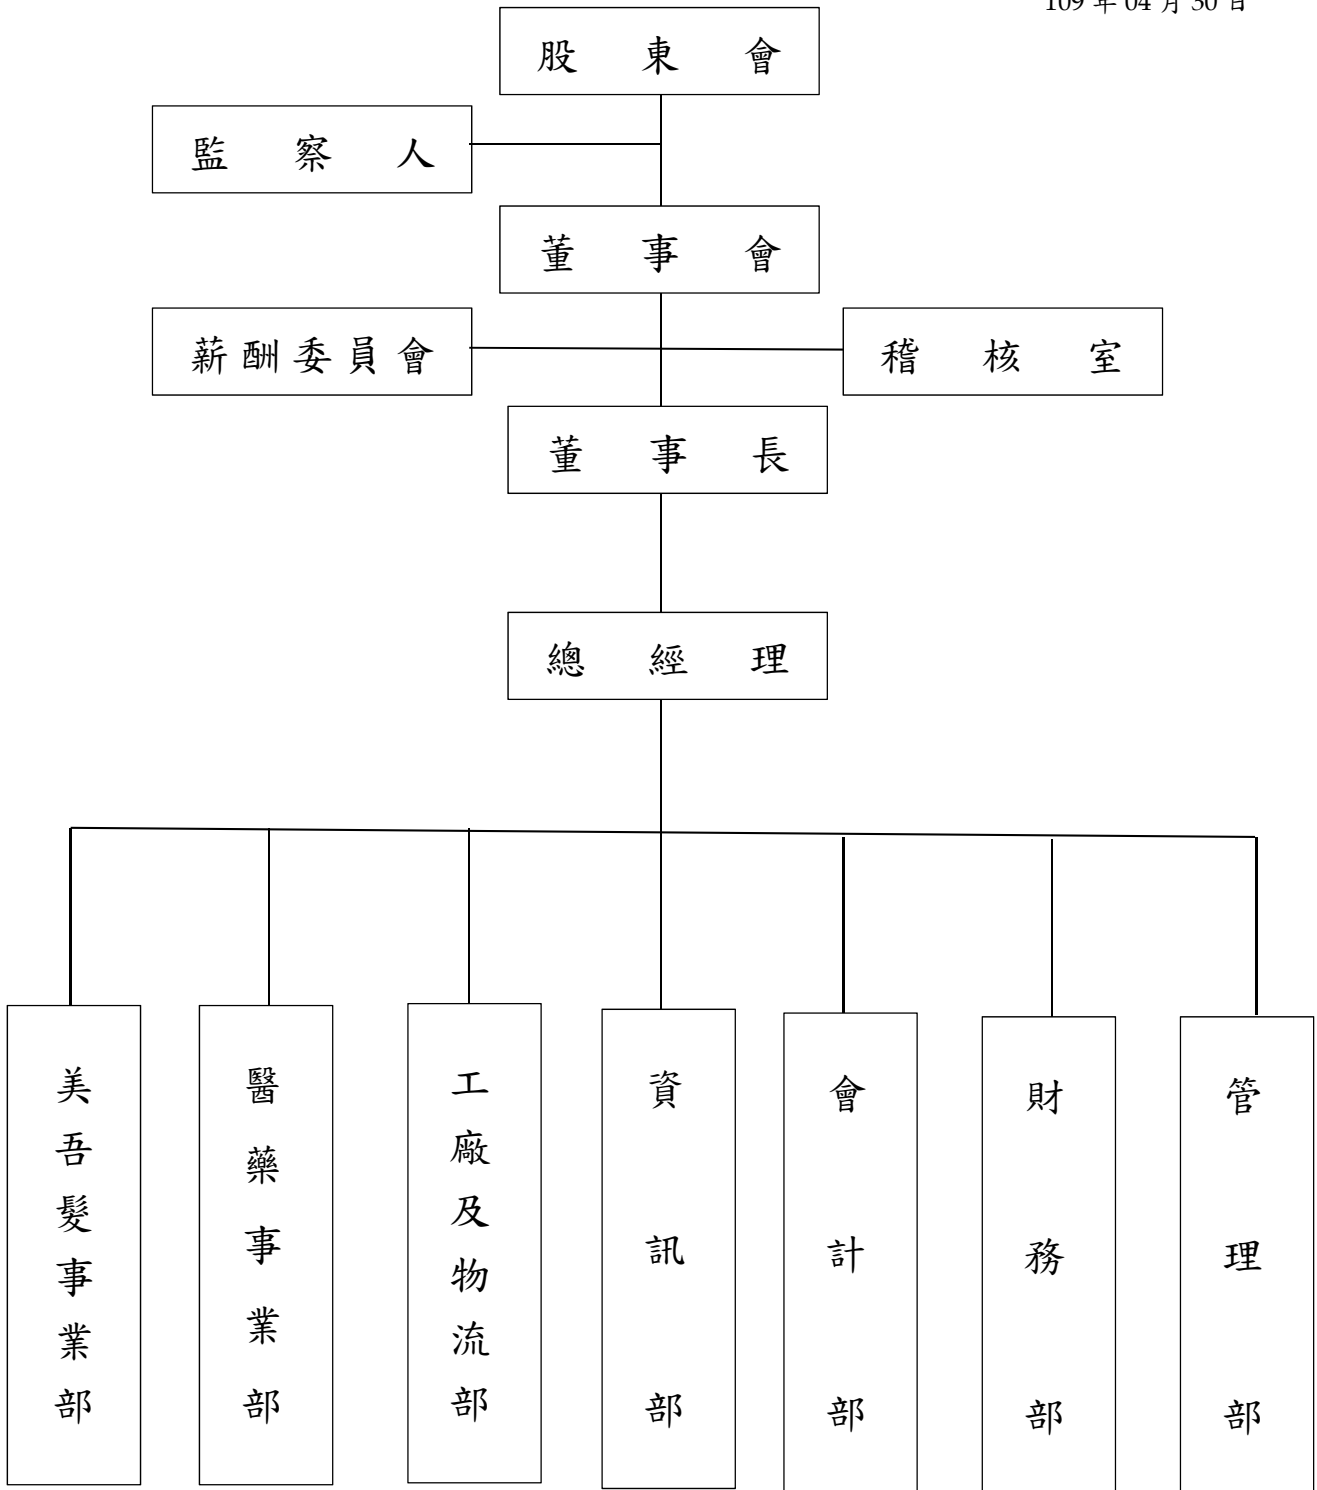 109 年 04 月 30 日
股東會
監察人
董事會
薪酬委員會
稽核室
董事長
總經理
美吾髮事業部
醫藥事業部
工廠及物流部
資訊部
會計部
財務部
管理部